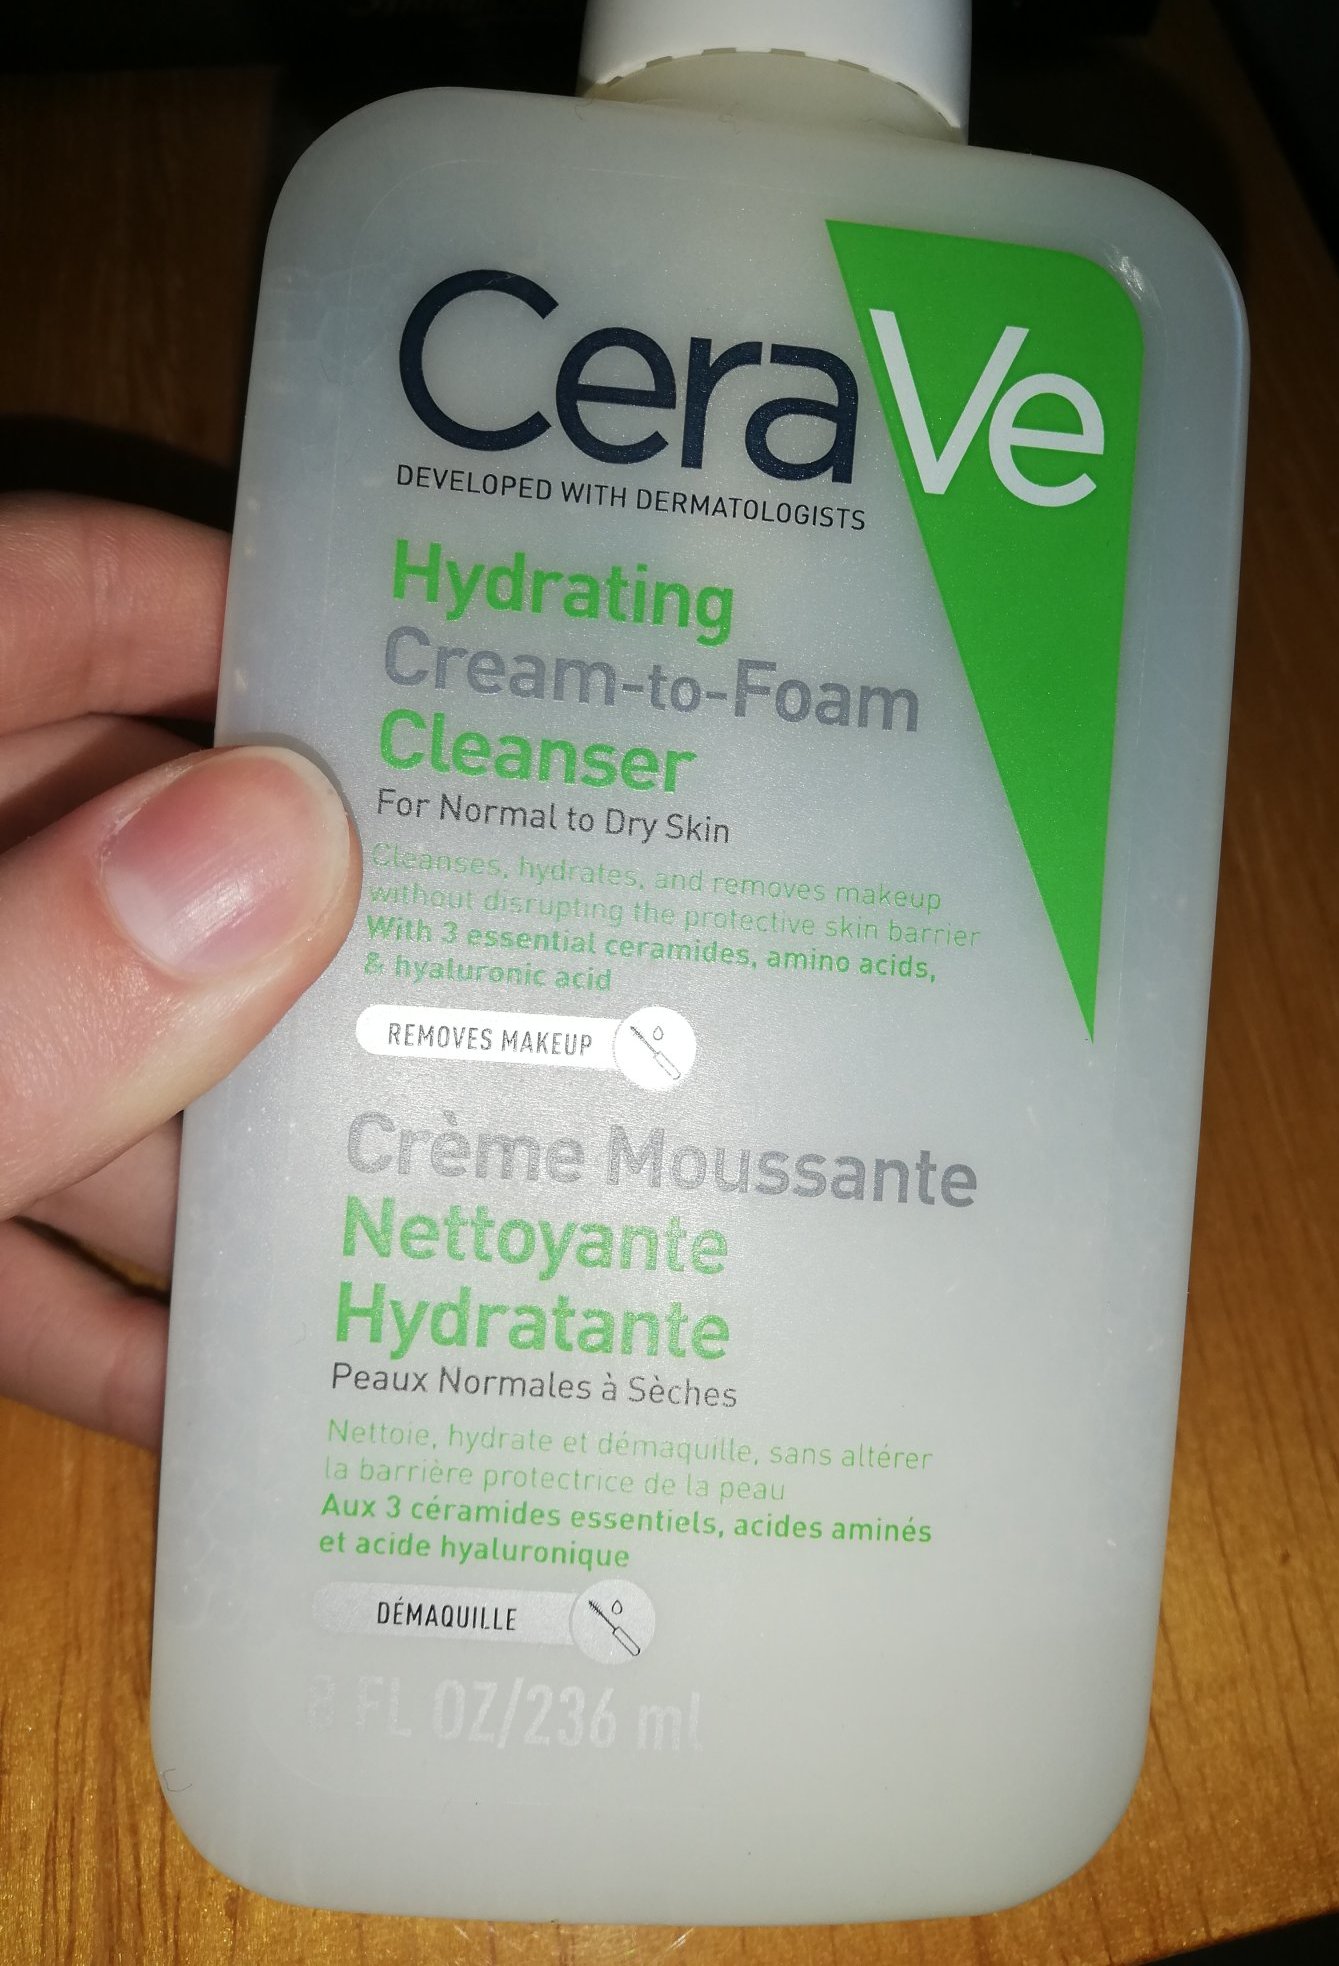 CeraVe
DEVELOPED WITH DERMATOLOGISTS
Hydrating
Cream-to-Foam
Cleanser
For Normal to Dry Skin
Cleanses, hydrates, and removes makeup
without disrupting the protective skin barrier
With 3 essential ceramides, amino acids,
& hyaluronic acid
REMOVES MAKEUP
Crème Moussante
Nettoyante
Hydratante
Peaux Normales à Sèches
Nettoie, hydrate et démaquille, sans altérer
la barrière protectrice de la peau
Aux 3 céramides essentiels, acides aminés
et acide hyaluronique
DÉMAQUILLE
8 FL OZ/236 ml